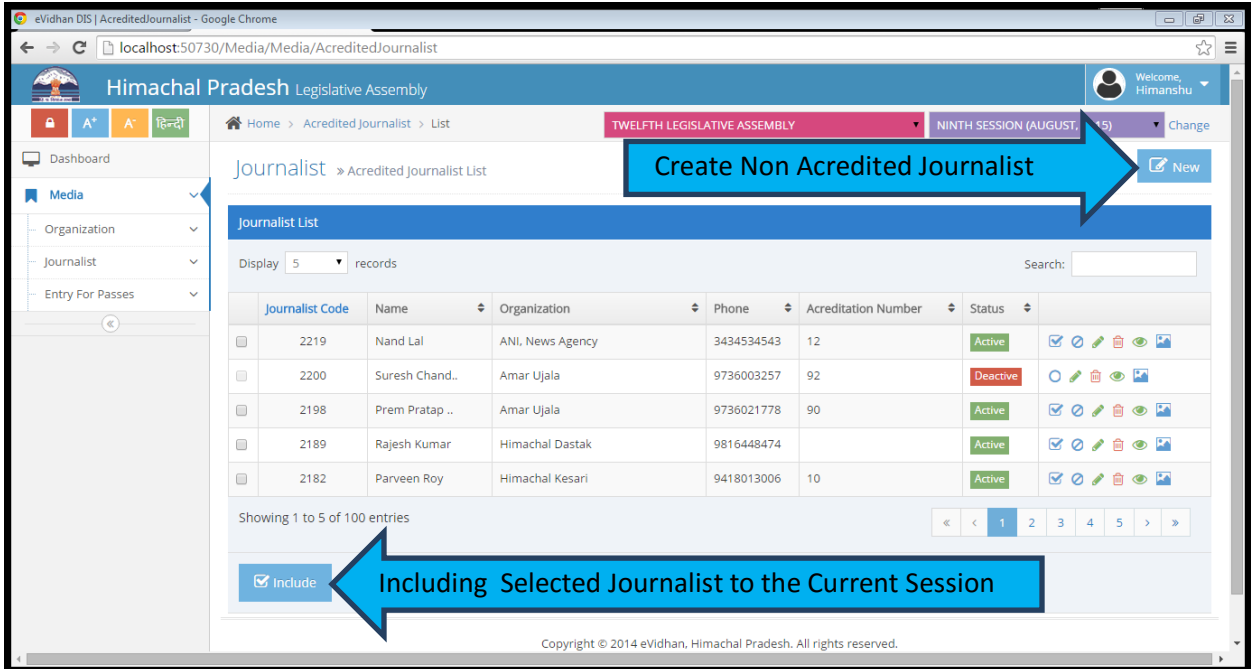 eVidhan DIS | AcreditedJournalist - Google Chrome
localhost:50730/Media/Media/AcreditedJournalist
Himachal Pradesh Legislative Assembly
Welcome,
Himanshu
A+ A- हिन्दी
Home > Acredited Journalist > List
TWELFTH LEGISLATIVE ASSEMBLY
NINTH SESSION (AUGUST, 15)
Change
Dashboard
Media
Organization
Journalist
Entry For Passes
Journalist » Acredited Journalist List
Create Non Acredited Journalist
New
Journalist List
Display 5 records
Search:
Journalist Code Name Organization Phone Acreditation Number Status
2219 Nand Lal ANI, News Agency 3434534543 12 Active
2200 Suresh Chand.. Amar Ujala 9736003257 92 Deactive
2198 Prem Pratap .. Amar Ujala 9736021778 90 Active
2189 Rajesh Kumar Himachal Dastak 9816448474 Active
2182 Parveen Roy Himachal Kesari 9418013006 10 Active
Showing 1 to 5 of 100 entries
« < 1 2 3 4 5 > »
Include
Including Selected Journalist to the Current Session
Copyright © 2014 eVidhan, Himachal Pradesh. All rights reserved.